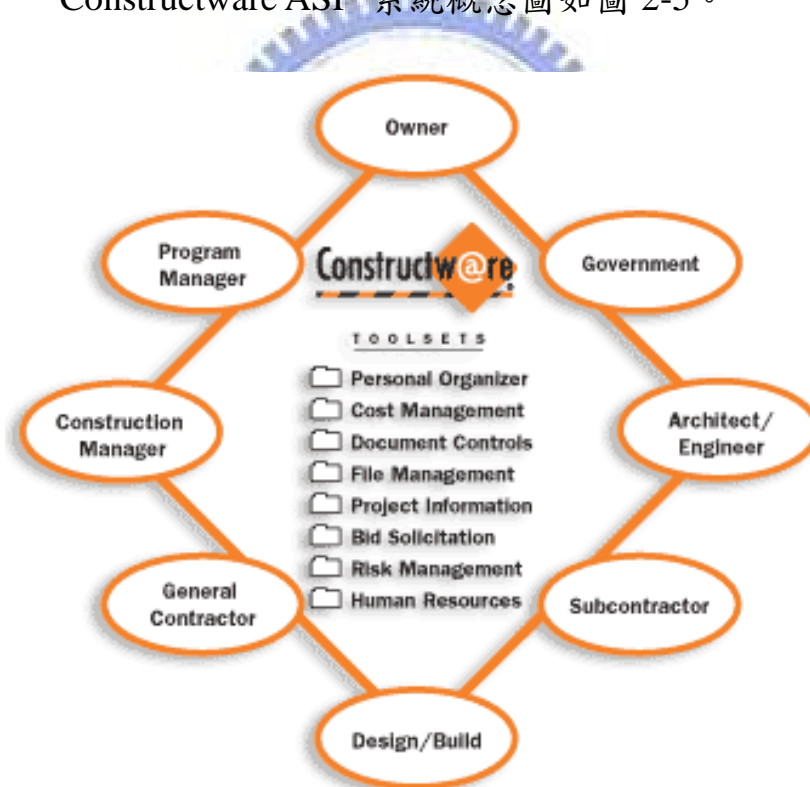 Constructware ASP 系統概念圖如圖 2-3。
Owner
Program
Manager
Constructw@re
Government
TOOLSETS
Personal Organizer
Cost Management
Document Controls
File Management
Project Information
Bid Solicitation
Risk Management
Human Resources
Construction
Manager
Architect/
Engineer
General
Contractor
Subcontractor
Design/Build